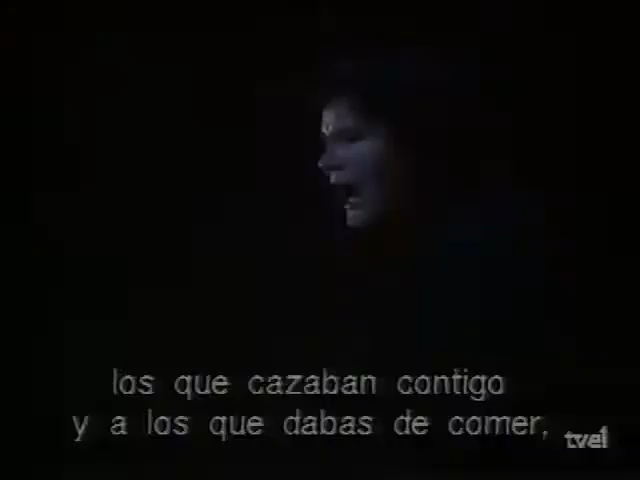 los que cazaban contigo
y a los que dabas de comer,
tve1